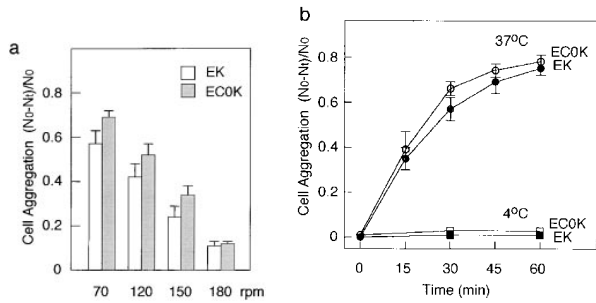 a
Cell Aggregation (No-Nt)/No
0.8
0.6
0.4
0.2
0
EK
EC0K
70 120 150 180 rpm
b
Cell Aggregation (No-Nt)/No
0.8
0.6
0.4
0.2
0
37°C
EC0K
EK
4°C
EC0K
EK
0 15 30 45 60
Time (min)